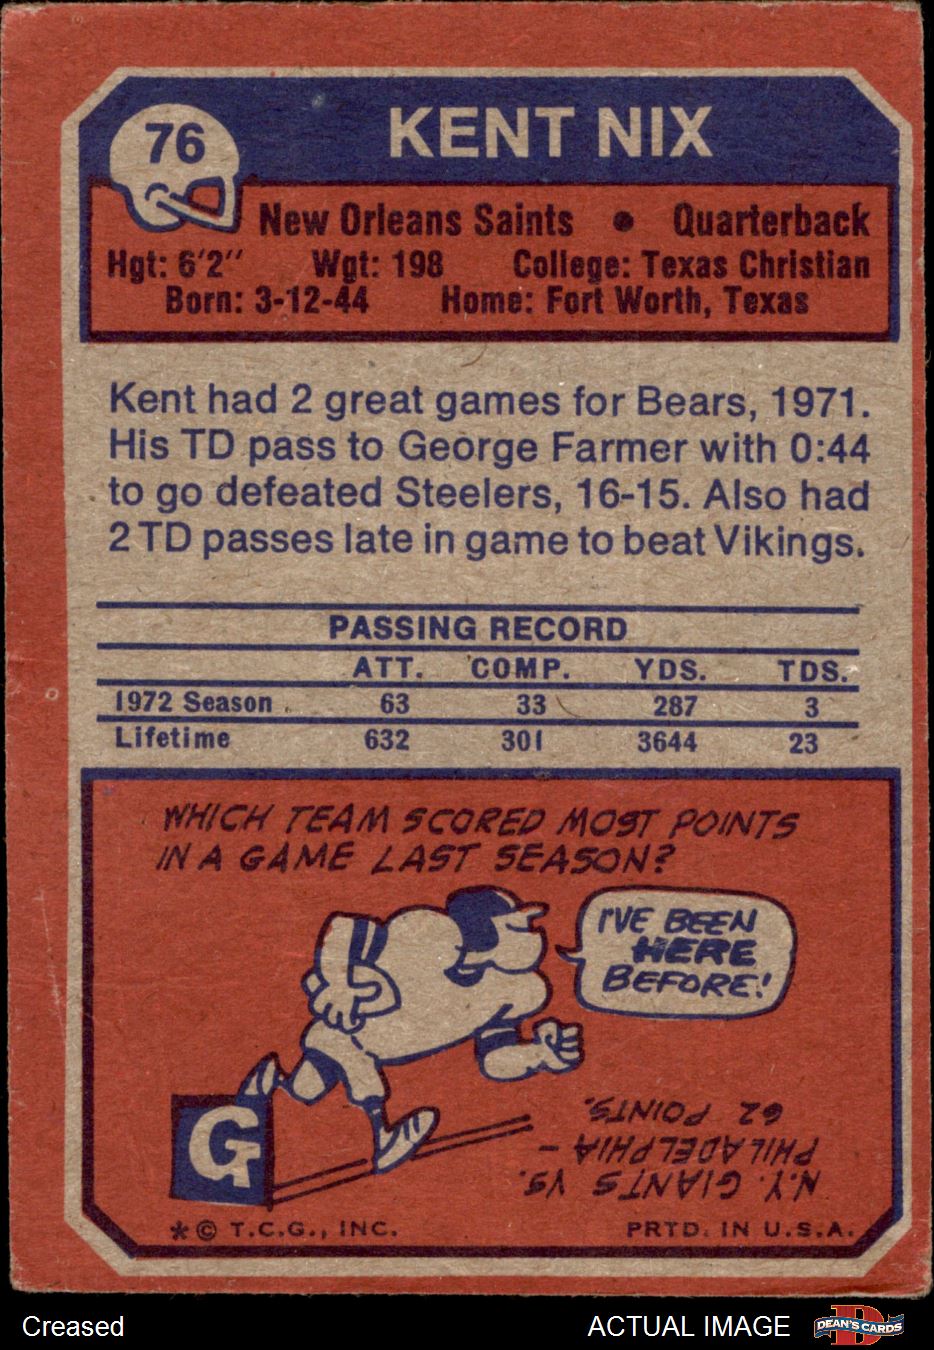 76
KENT NIX
New Orleans Saints • Quarterback
Hgt: 6'2'' Wgt: 198 College: Texas Christian
Born: 3-12-44 Home: Fort Worth, Texas
Kent had 2 great games for Bears, 1971.
His TD pass to George Farmer with 0:44
to go defeated Steelers, 16-15. Also had
2 TD passes late in game to beat Vikings.
PASSING RECORD
ATT. COMP. YDS. TDS.
1972 Season 63 33 287 3
Lifetime 632 301 3644 23
WHICH TEAM SCORED MOST POINTS
IN A GAME LAST SEASON?
I'VE BEEN
HERE
BEFORE!
G
N.Y. GIANTS VS.
PHILADELPHIA –
62 POINTS.
*© T.C.G., INC. PRTD. IN U.S.A.
Creased ACTUAL IMAGE DEAN'S CARDS